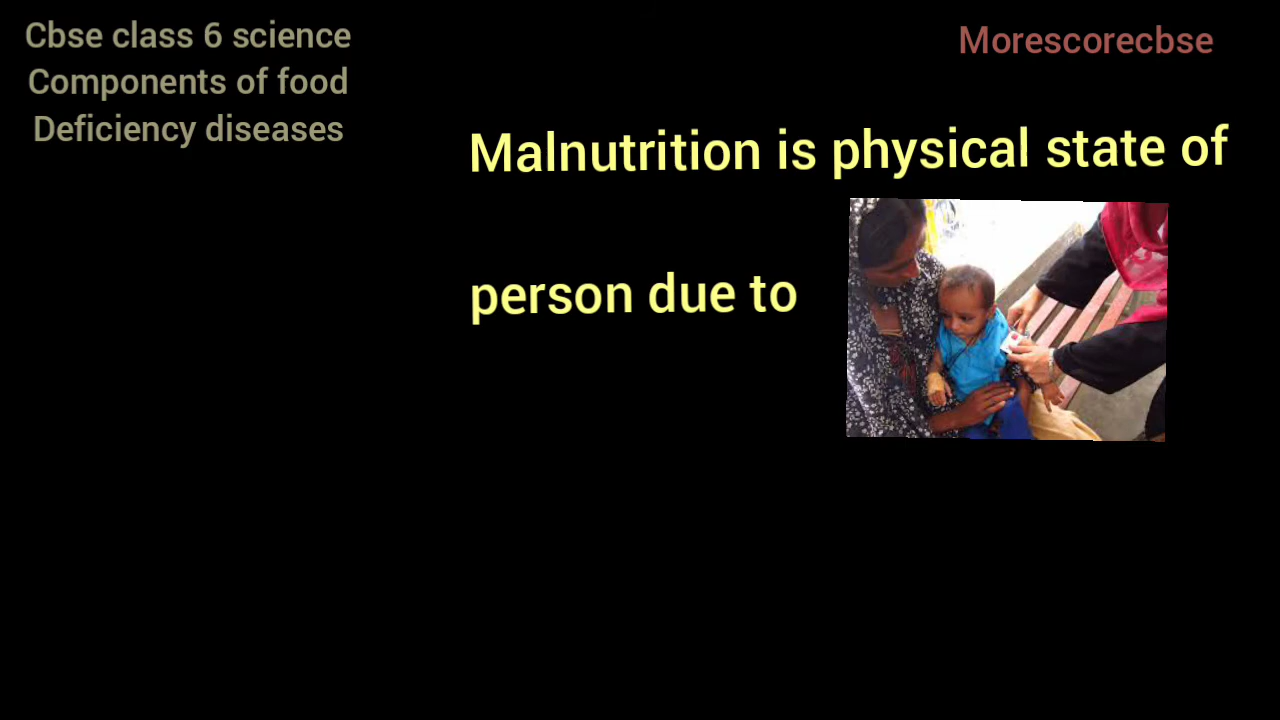 Cbse class 6 science
Components of food
Deficiency diseases
Morescorecbse
Malnutrition is physical state of
person due to